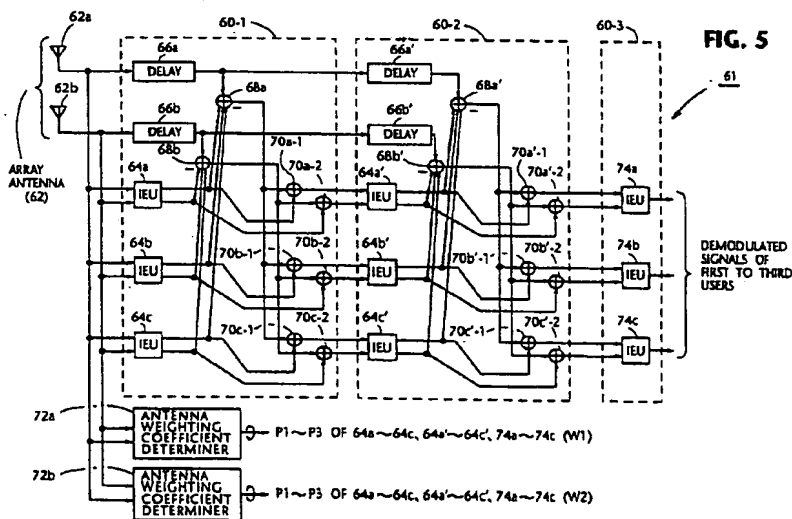 62a
60-1
60-2
60-3
FIG. 5
66a
DELAY
66a'
DELAY
61
62b
68a
68a'
66b
DELAY
66b'
DELAY
68b
68b'
ARRAY
ANTENNA
(62)
70a-1
70a-2
70a'-1
70a'-2
64a
IEU
64a'
IEU
74a
IEU
64b
IEU
70b-1
70b-2
64b'
IEU
70b'-1
70b'-2
74b
IEU
DEMODULATED
SIGNALS OF
FIRST TO THIRD
USERS
64c
IEU
70c-1
70c-2
64c'
IEU
70c'-1
70c'-2
74c
IEU
72a
ANTENNA
WEIGHTING
COEFFICIENT
DETERMINER
P1~P3 OF 64a~64c, 64a'~64c', 74a~74c (W1)
72b
ANTENNA
WEIGHTING
COEFFICIENT
DETERMINER
P1~P3 OF 64a~64c, 64a'~64c', 74a~74c (W2)